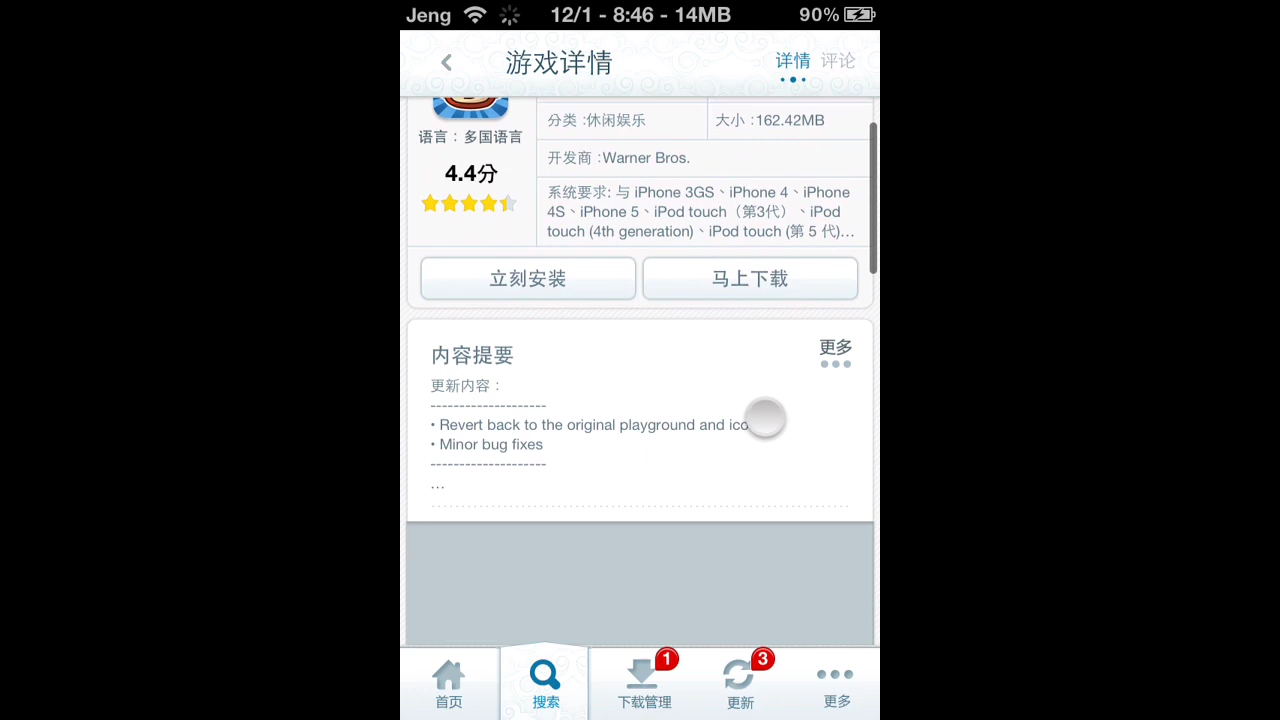 Jeng 12/1 - 8:46 - 14MB 90%
游戏详情
详情 评论
语言：多国语言
4.4分
分类 :休闲娱乐
大小 :162.42MB
开发商 :Warner Bros.
系统要求: 与 iPhone 3GS、iPhone 4、iPhone
4S、iPhone 5、iPod touch（第3代）、iPod
touch (4th generation)、iPod touch (第 5 代)...
立刻安装 马上下载
内容提要
更多
更新内容：
--------------------
• Revert back to the original playground and ico
• Minor bug fixes
--------------------
...
1 3
首页 搜索 下载管理 更新 更多